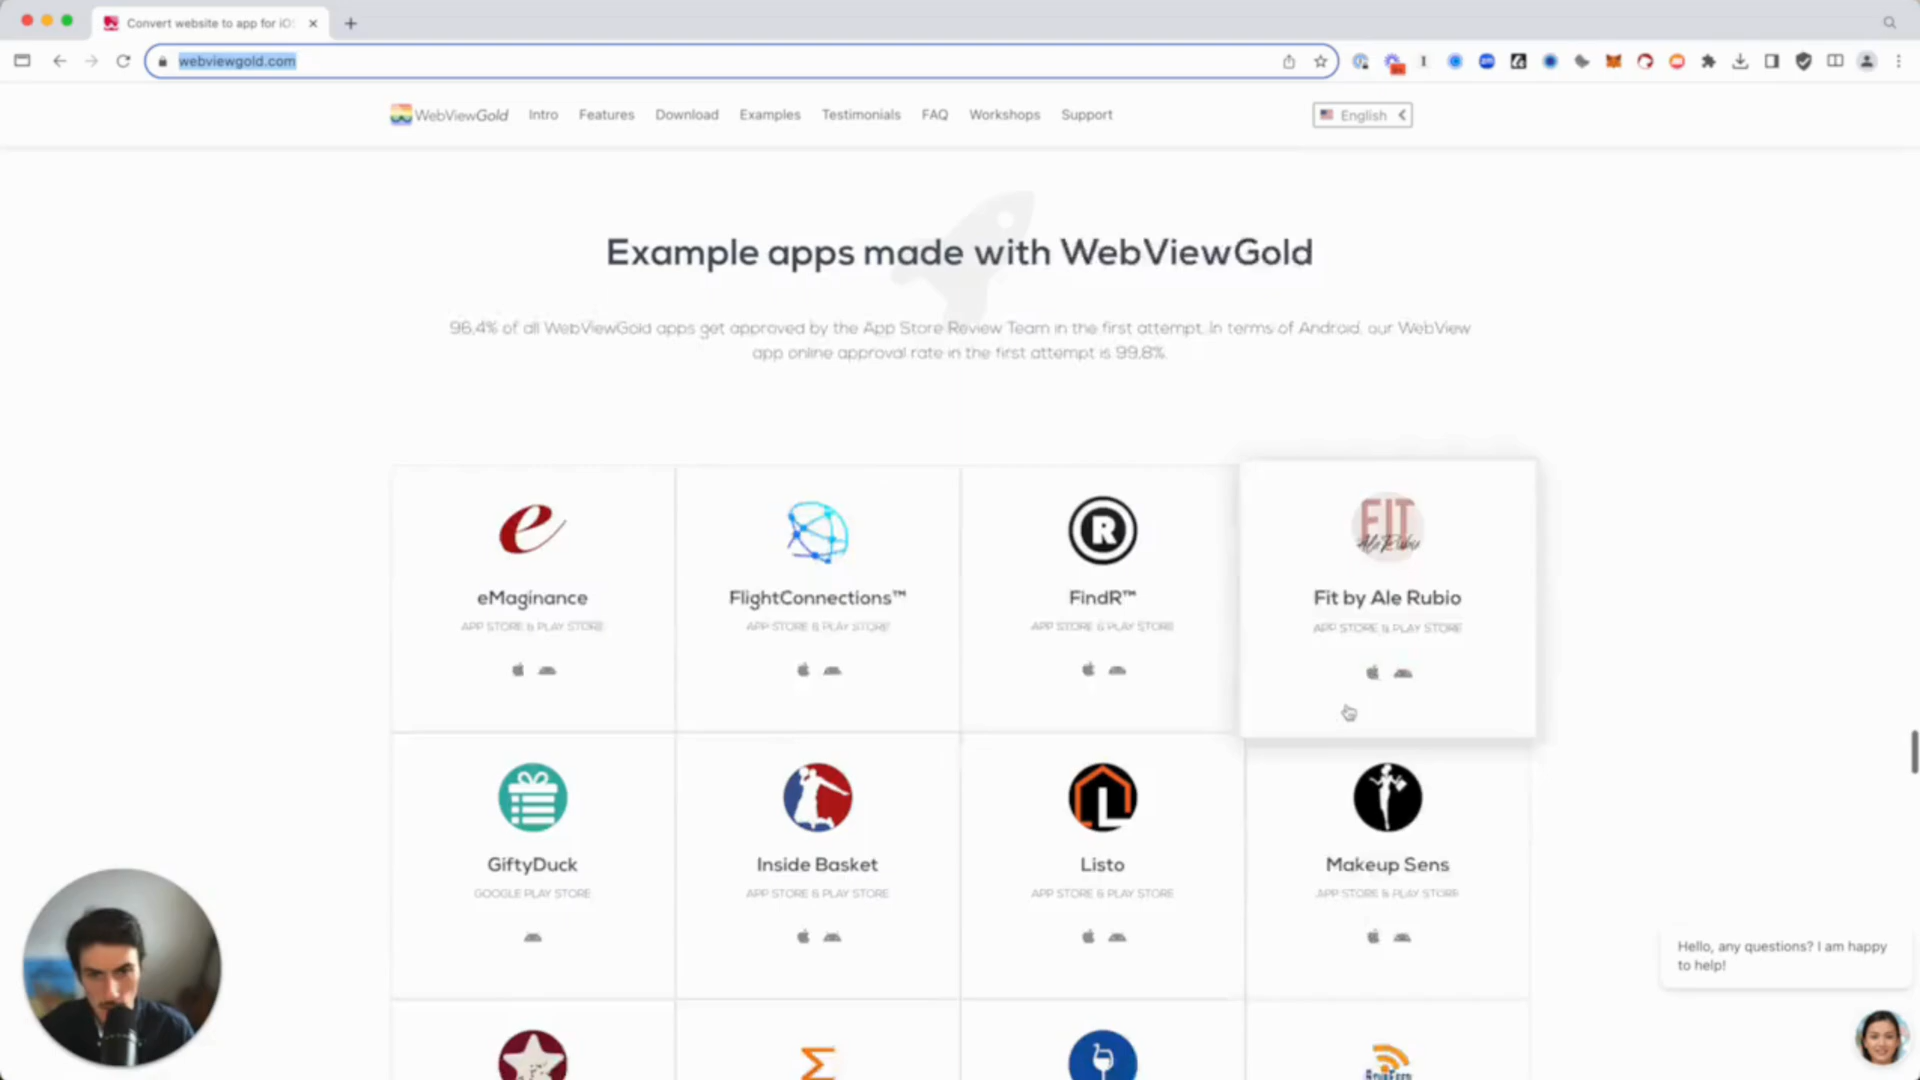 Convert website to app for iO
webviewgold.com
WebViewGold Intro Features Download Examples Testimonials FAQ Workshops Support English
Example apps made with WebViewGold
96.4% of all WebViewGold apps get approved by the App Store Review Team in the first attempt. In terms of Android, our WebView
app online approval rate in the first attempt is 99.8%.
R
FIT
eMaginance FlightConnections™ FindR™ Fit by Ale Rubio
APP STORE & PLAY STORE APP STORE & PLAY STORE APP STORE & PLAY STORE APP STORE & PLAY STORE
L
GiftyDuck Inside Basket Listo Makeup Sens
GOOGLE PLAY STORE APP STORE & PLAY STORE APP STORE & PLAY STORE APP STORE & PLAY STORE
Hello, any questions? I am happy
to help!